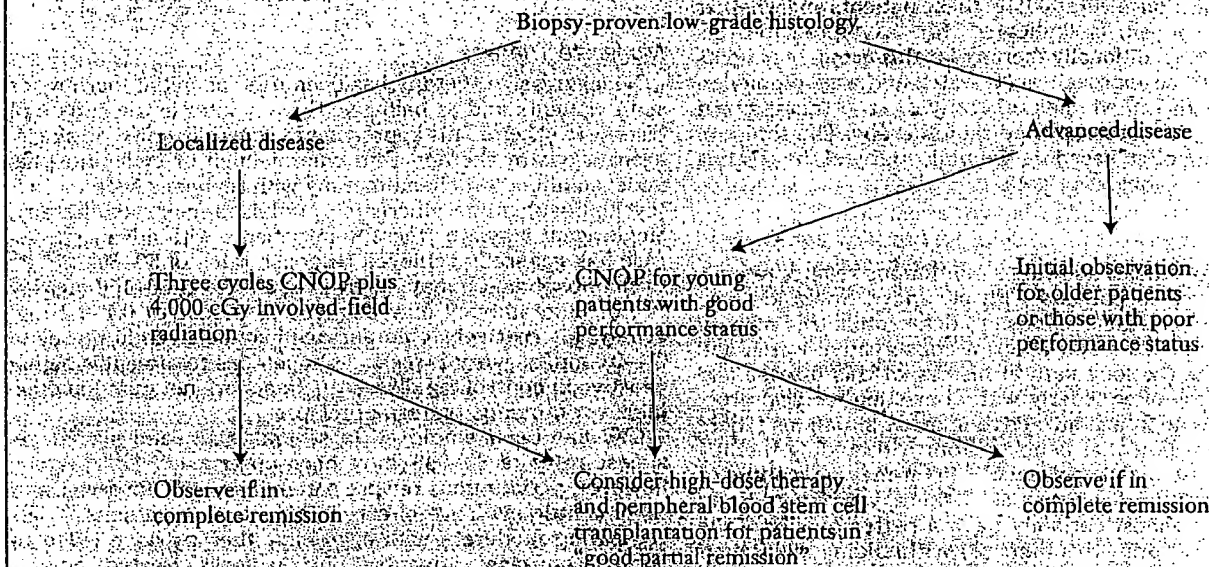 Biopsy-proven low-grade histology
Localized disease
Advanced disease
Three cycles CNOP plus
4,000 cGy involved-field
radiation
CNOP for young
patients with good
performance status
Initial observation
for older patients
or those with poor
performance status
Observe if in
complete remission
Consider high-dose therapy
and peripheral blood stem cell
transplantation for patients in
"good partial remission"
Observe if in
complete remission